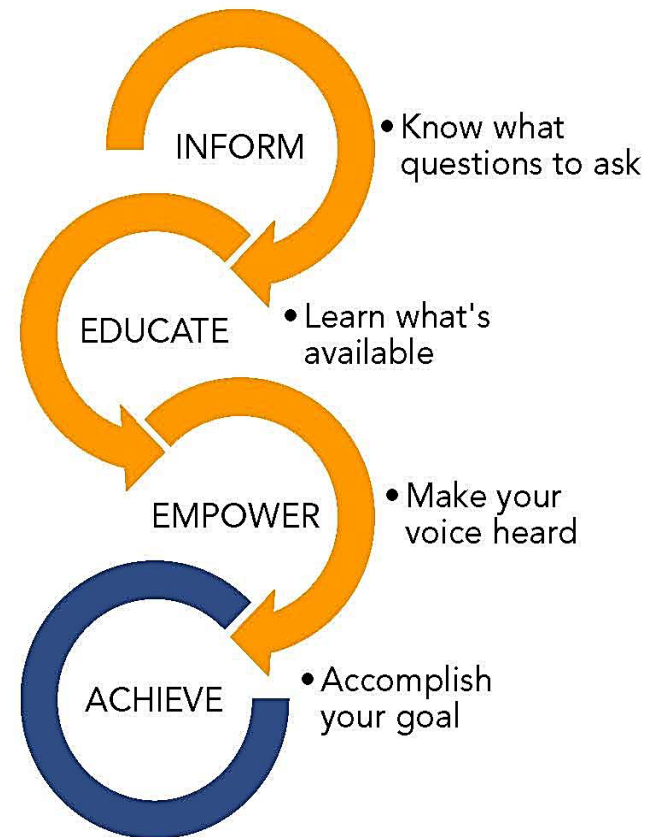 INFORM
• Know what
questions to ask
EDUCATE
• Learn what's
available
EMPOWER
• Make your
voice heard
ACHIEVE
• Accomplish
your goal